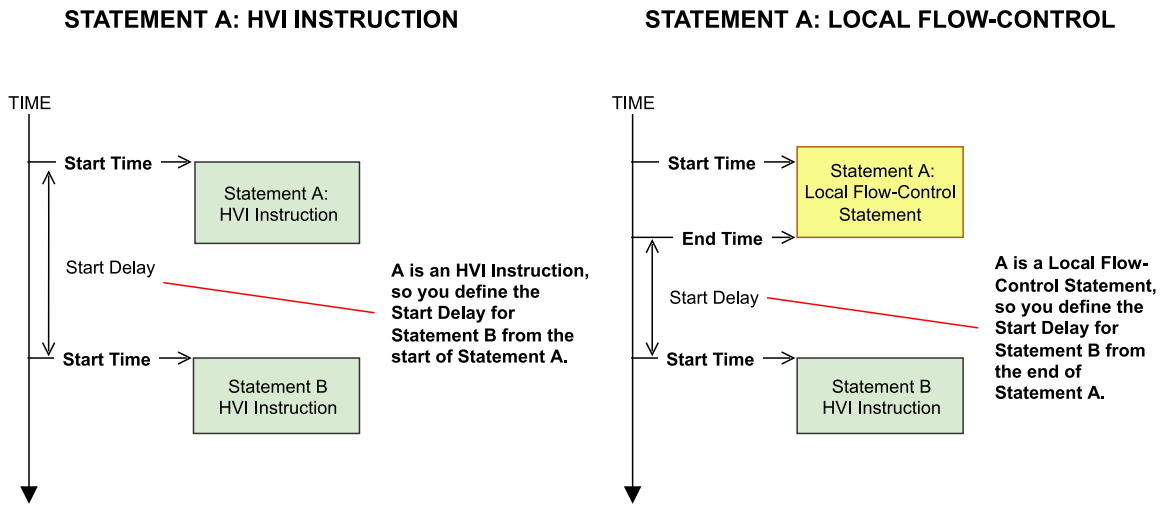 STATEMENT A: HVI INSTRUCTION
TIME
Start Time
Statement A:
HVI Instruction
Start Delay
A is an HVI Instruction,
so you define the
Start Delay for
Statement B from the
start of Statement A.
Start Time
Statement B
HVI Instruction
STATEMENT A: LOCAL FLOW-CONTROL
TIME
Start Time
Statement A:
Local Flow-Control
Statement
End Time
Start Delay
A is a Local Flow-
Control Statement,
so you define the
Start Delay for
Statement B from
the end of
Statement A.
Start Time
Statement B
HVI Instruction